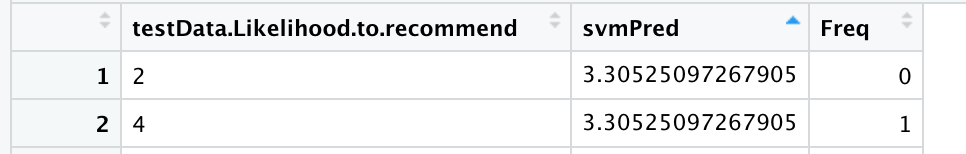 testData.Likelihood.to.recommend svmPred Freq
1 2 3.30525097267905 0
2 4 3.30525097267905 1